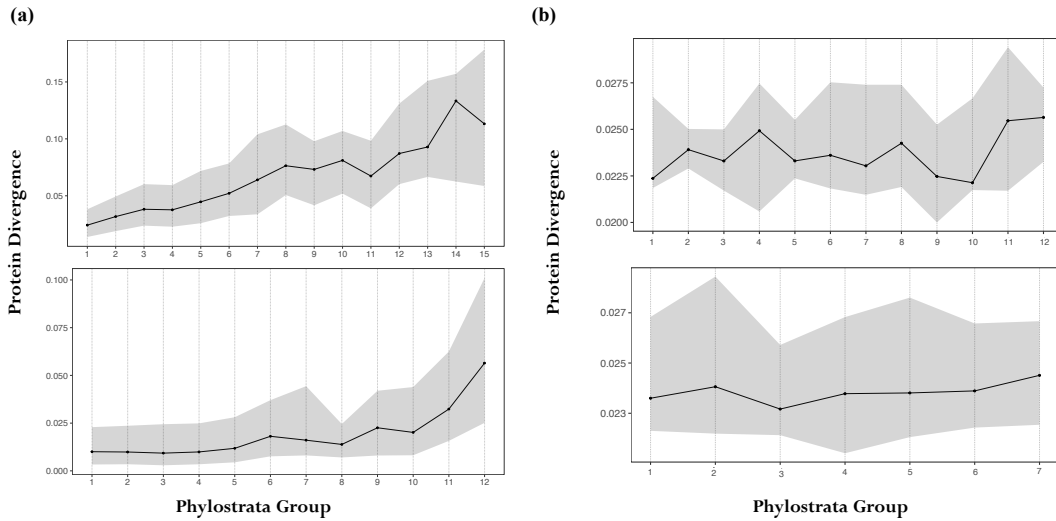 (a)
(b)
Protein Divergence
0.15
0.10
0.05
1 2 3 4 5 6 7 8 9 10 11 12 13 14 15
0.100
0.075
0.050
0.025
0.000
1 2 3 4 5 6 7 8 9 10 11 12
Phylostrata Group
Protein Divergence
0.0275
0.0250
0.0225
0.0200
1 2 3 4 5 6 7 8 9 10 11 12
0.027
0.025
0.023
1 2 3 4 5 6 7
Phylostrata Group